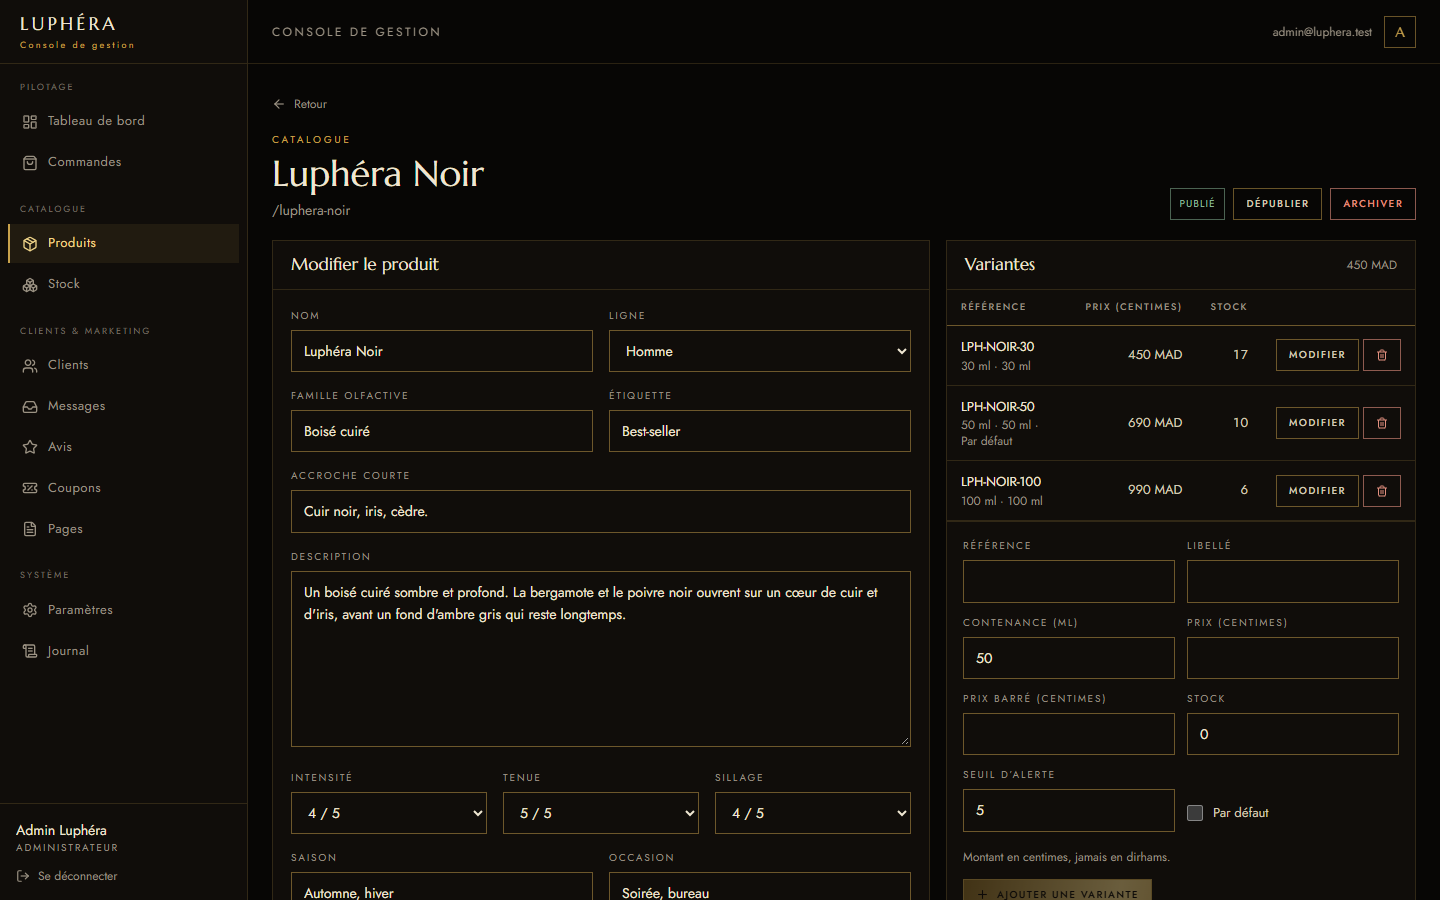 LUPHÉRA
Console de gestion
PILOTAGE
Tableau de bord
Commandes
CATALOGUE
Produits
Stock
CLIENTS & MARKETING
Clients
Messages
Avis
Coupons
Pages
SYSTÈME
Paramètres
Journal
Admin Luphéra
ADMINISTRATEUR
Se déconnecter
CONSOLE DE GESTION
admin@luphera.test
A
Retour
CATALOGUE
Luphéra Noir
/luphera-noir
PUBLIÉ
DÉPUBLIER
ARCHIVER
Modifier le produit
NOM
LIGNE
Luphéra Noir
Homme
FAMILLE OLFACTIVE
ÉTIQUETTE
Boisé cuiré
Best-seller
ACCROCHE COURTE
Cuir noir, iris, cèdre.
DESCRIPTION
Un boisé cuiré sombre et profond. La bergamote et le poivre noir ouvrent sur un cœur de cuir et
d'iris, avant un fond d'ambre gris qui reste longtemps.
INTENSITÉ
TENUE
SILLAGE
4 / 5
5 / 5
4 / 5
SAISON
OCCASION
Automne, hiver
Soirée, bureau
Variantes
450 MAD
RÉFÉRENCE
PRIX (CENTIMES)
STOCK
LPH-NOIR-30
30 ml · 30 ml
450 MAD
17
MODIFIER
LPH-NOIR-50
50 ml · 50 ml ·
Par défaut
690 MAD
10
MODIFIER
LPH-NOIR-100
100 ml · 100 ml
990 MAD
6
MODIFIER
RÉFÉRENCE
LIBELLÉ
CONTENANCE (ML)
PRIX (CENTIMES)
50
PRIX BARRÉ (CENTIMES)
STOCK
0
SEUIL D'ALERTE
5
Par défaut
Montant en centimes, jamais en dirhams.
+ AJOUTER UNE VARIANTE